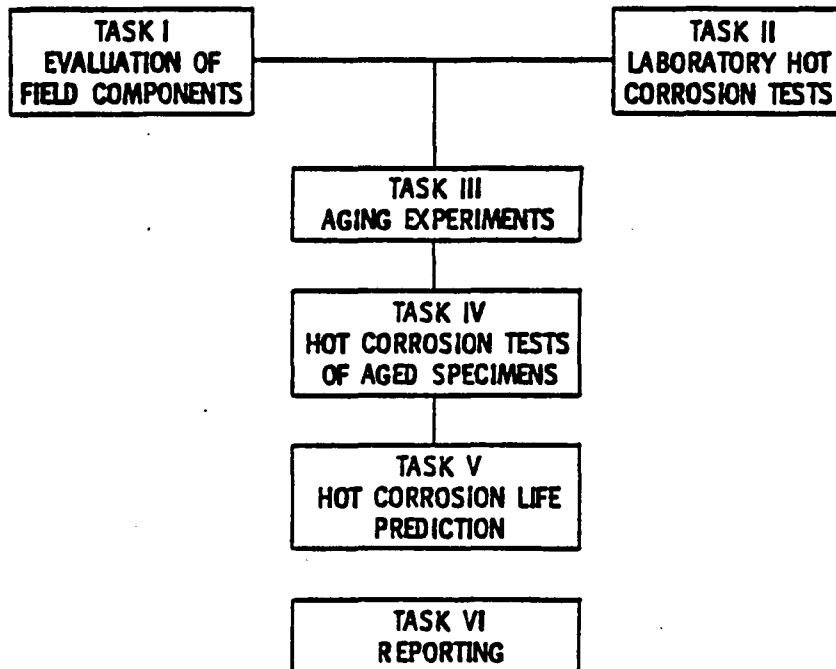 TASK I
EVALUATION OF
FIELD COMPONENTS
TASK II
LABORATORY HOT
CORROSION TESTS
TASK III
AGING EXPERIMENTS
TASK IV
HOT CORROSION TESTS
OF AGED SPECIMENS
TASK V
HOT CORROSION LIFE
PREDICTION
TASK VI
REPORTING